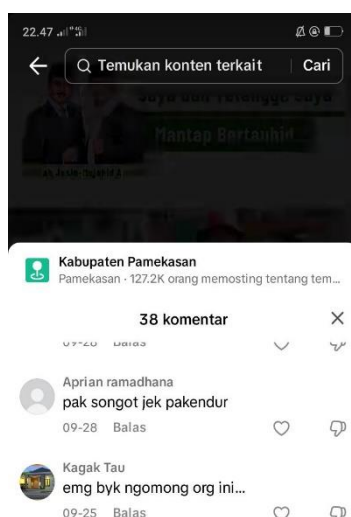 22.47
Temukan konten terkait | Cari
Mantap Bertauhid
Kabupaten Pamekasan
Pamekasan · 127.2K orang memosting tentang tem...
38 komentar
Balas
Aprian ramadhana
pak songot jek pakendur
09-28 Balas
Kagak Tau
emg byk ngomong org ini...
09-25 Balas